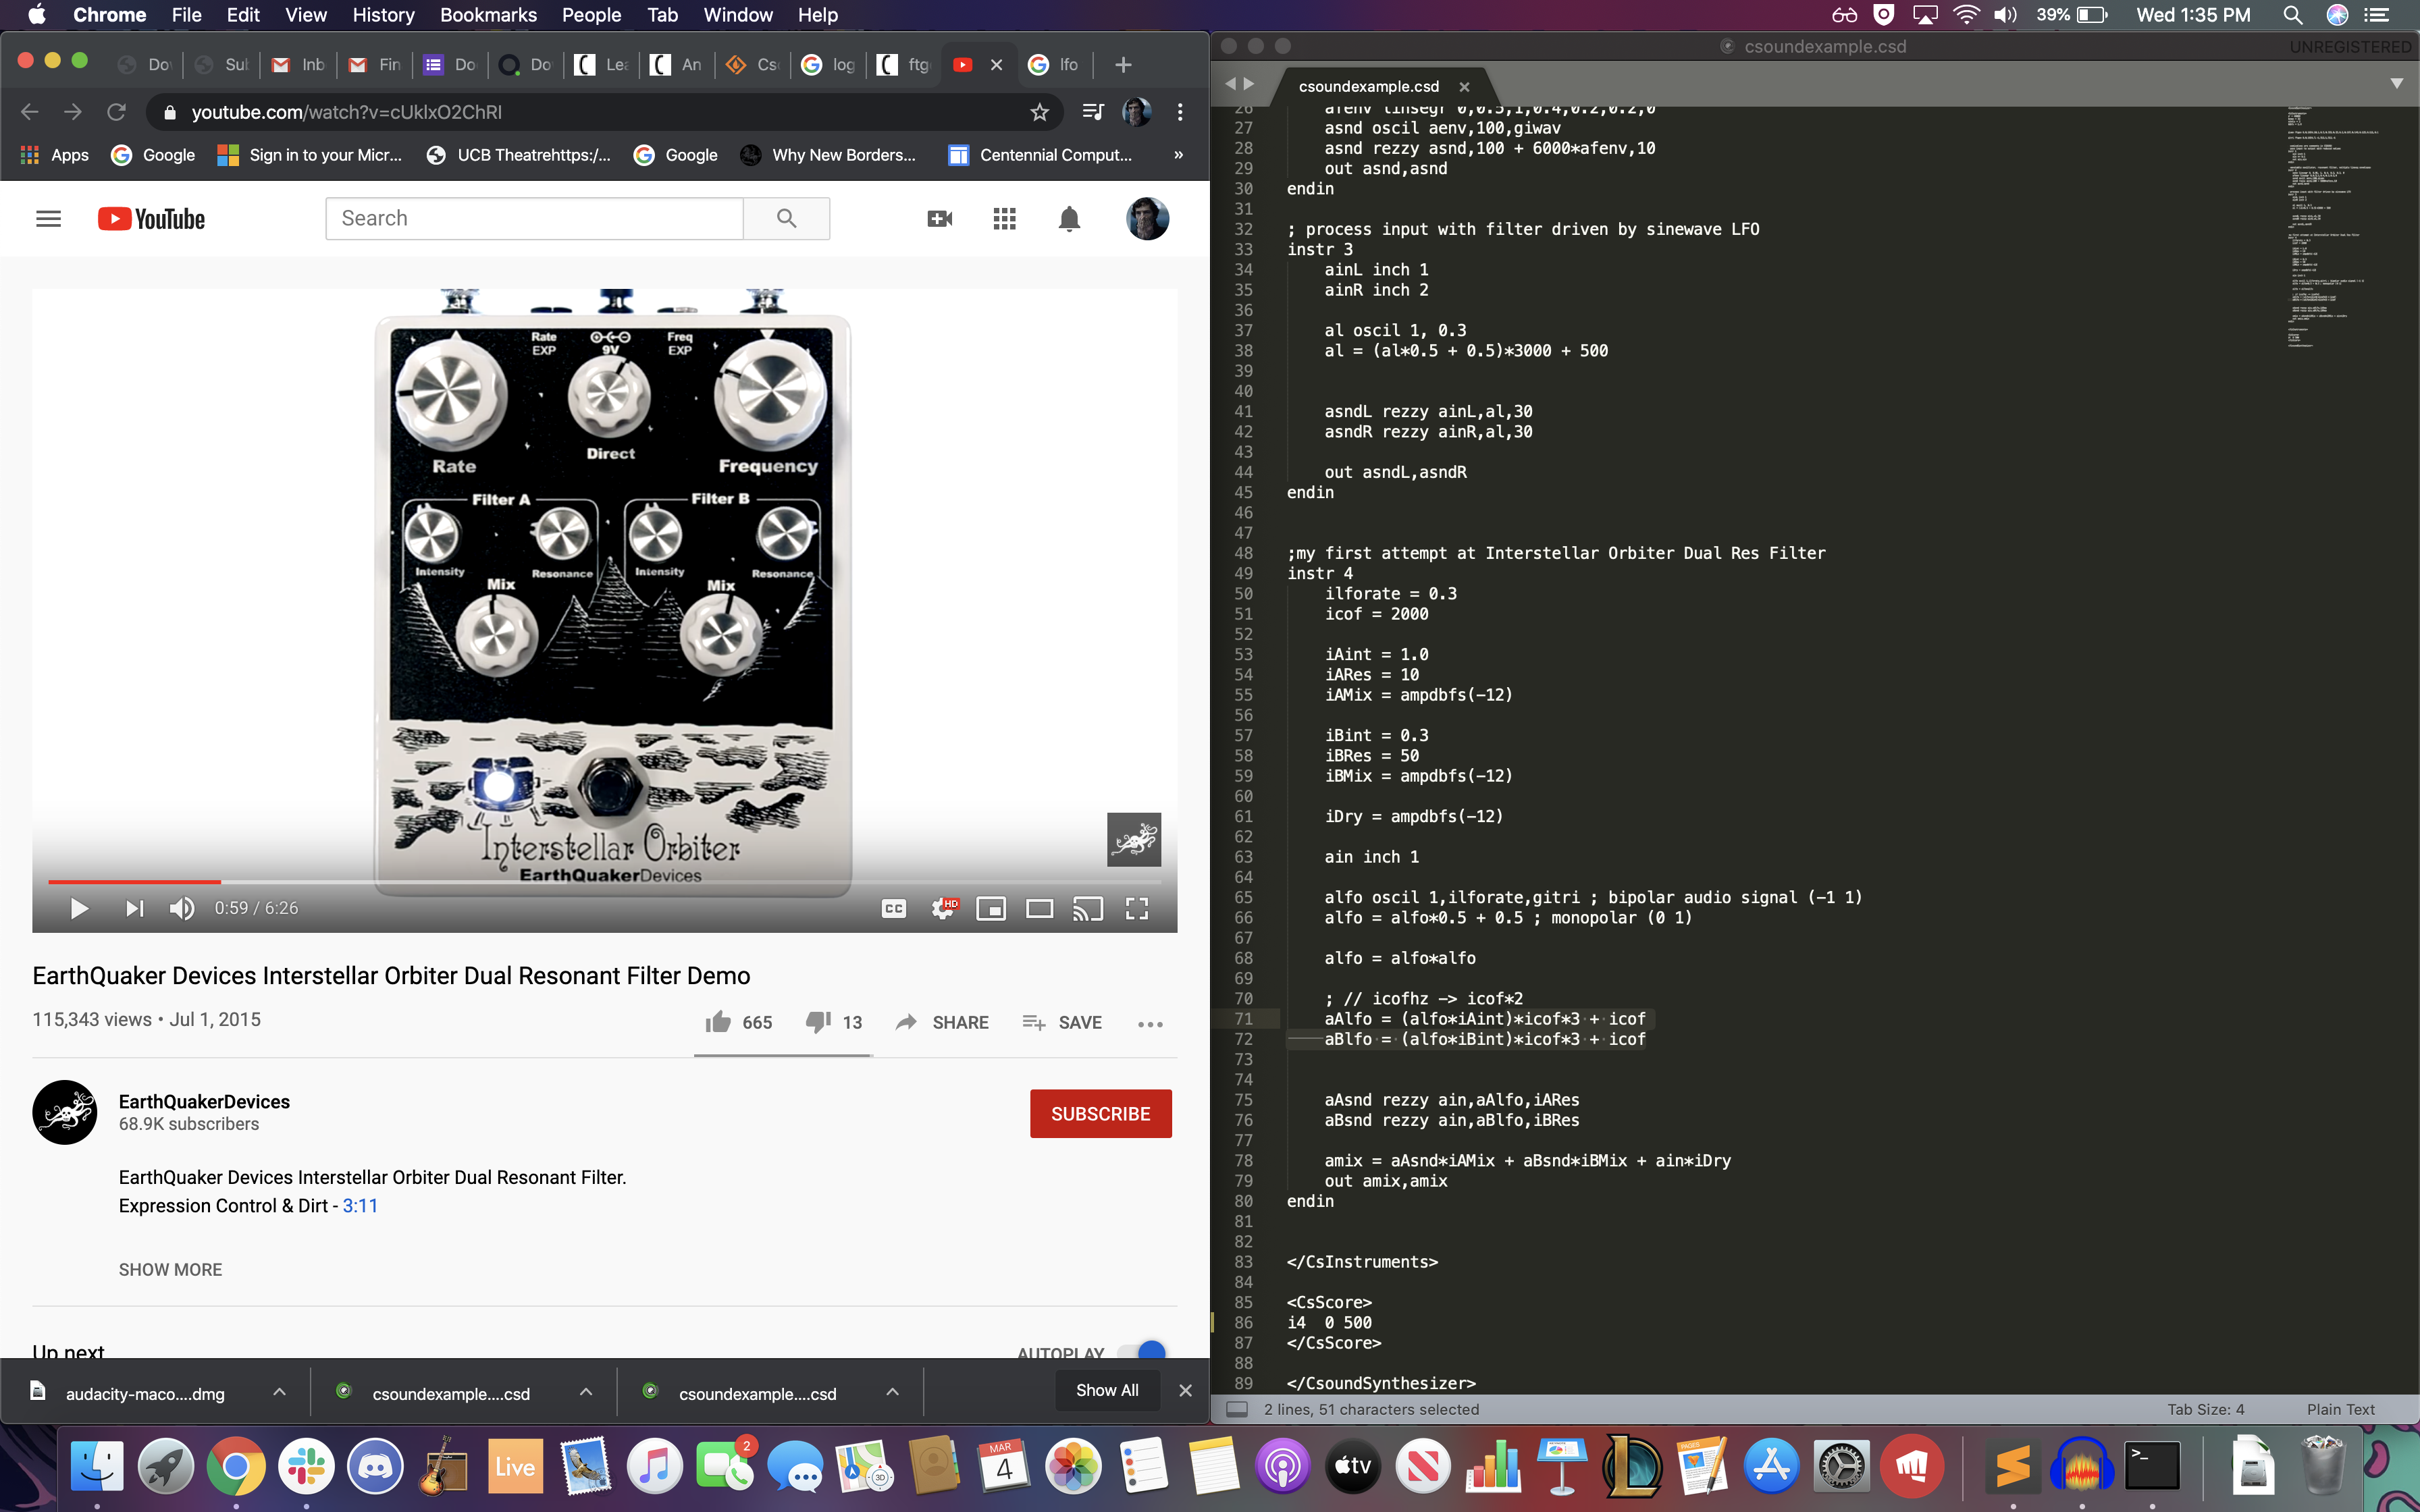 Chrome File Edit View History Bookmarks People Tab Window Help
39% Wed 1:35 PM
Do Sul Inb Fin Do Do Lea An Cs log ftg lfo
youtube.com/watch?v=cUklxO2ChRI
Apps Google Sign in to your Micr... UCB Theatrehttps:/... Google Why New Borders... Centennial Comput... »
YouTube
Search
Rate EXP
9V
Freq EXP
Rate
Direct
Frequency
Filter A
Filter B
Intensity
Resonance
Intensity
Resonance
Mix
Mix
Interstellar Orbiter
EarthQuakerDevices
0:59 / 6:26
CC
HD
EarthQuaker Devices Interstellar Orbiter Dual Resonant Filter Demo
115,343 views • Jul 1, 2015
665 13 SHARE SAVE
EarthQuakerDevices
68.9K subscribers
SUBSCRIBE
EarthQuaker Devices Interstellar Orbiter Dual Resonant Filter.
Expression Control & Dirt - 3:11
SHOW MORE
Up next
AUTOPLAY
audacity-maco....dmg csoundexample....csd csoundexample....csd Show All
csoundexample.csd
UNREGISTERED
csoundexample.csd
26 afenv linsegr 0,0.5,1,0.4,0.2,0.2,0
27 asnd oscil aenv,100,giwav
28 asnd rezzy asnd,100 + 6000*afenv,10
29 out asnd,asnd
30 endin
31
32 ; process input with filter driven by sinewave LFO
33 instr 3
34 ainL inch 1
35 ainR inch 2
36
37 al oscil 1, 0.3
38 al = (al*0.5 + 0.5)*3000 + 500
39
40
41 asndL rezzy ainL,al,30
42 asndR rezzy ainR,al,30
43
44 out asndL,asndR
45 endin
46
47
48 ;my first attempt at Interstellar Orbiter Dual Res Filter
49 instr 4
50 ilforate = 0.3
51 icof = 2000
52
53 iAint = 1.0
54 iARes = 10
55 iAMix = ampdbfs(-12)
56
57 iBint = 0.3
58 iBRes = 50
59 iBMix = ampdbfs(-12)
60
61 iDry = ampdbfs(-12)
62
63 ain inch 1
64
65 alfo oscil 1,ilforate,gitri ; bipolar audio signal (-1 1)
66 alfo = alfo*0.5 + 0.5 ; monopolar (0 1)
67
68 alfo = alfo*alfo
69
70 ; // icofhz -> icof*2
71 aAlfo = (alfo*iAint)*icof*3 + icof
72 aBlfo = (alfo*iBint)*icof*3 + icof
73
74
75 aAsnd rezzy ain,aAlfo,iARes
76 aBsnd rezzy ain,aBlfo,iBRes
77
78 amix = aAsnd*iAMix + aBsnd*iBMix + ain*iDry
79 out amix,amix
80 endin
81
82
83 </CsInstruments>
84
85 <CsScore>
86 i4 0 500
87 </CsScore>
88
89 </CsoundSynthesizer>
2 lines, 51 characters selected
Tab Size: 4
Plain Text
Live
2
3D
MAR
4
tv
PAGES